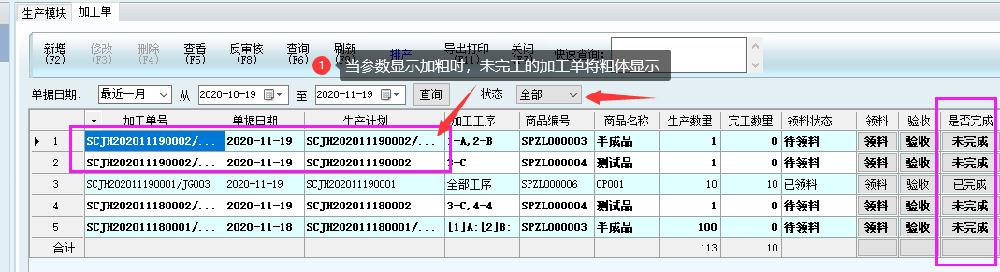 生产模块 加工单
新增 修改 删除 查看 反审核 查询 刷新 排产 导出打印 关闭 快速查询:
(F2) (F3) (F4) (F5) (F8) (F6)
1 当参数显示加粗时，未完工的加工单将粗体显示
单据日期: 最近一月 从 2020-10-19 至 2020-11-19 查询 状态 全部
加工单号 单据日期 生产计划 加工工序 商品编号 商品名称 生产数量 完工数量 领料状态 领料 验收 是否完成
1 SCJH202011190002/... 2020-11-19 SCJH202011190002/... 1-A,2-B SPZL000003 半成品 1 0 待领料 领料 验收 未完成
2 SCJH202011190002/... 2020-11-19 SCJH202011190002 3-C SPZL000004 测试品 1 0 待领料 领料 验收 未完成
3 SCJH202011190001/JG003 2020-11-19 SCJH202011190001 全部工序 SPZL000006 CP001 10 10 已领料 领料 验收 已完成
4 SCJH202011180002/... 2020-11-19 SCJH202011180002 3-C,4-4 SPZL000004 测试品 1 0 待领料 领料 验收 未完成
5 SCJH202011180001/... 2020-11-18 SCJH202011180001/... [1]A:[2]B: SPZL000003 半成品 100 0 待领料 领料 验收 未完成
合计 113 10